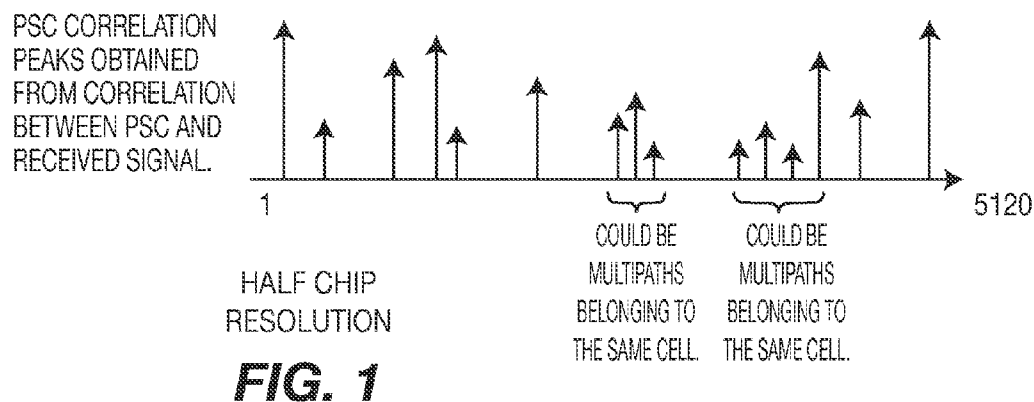 PSC CORRELATION
PEAKS OBTAINED
FROM CORRELATION
BETWEEN PSC AND
RECEIVED SIGNAL.
1
5120
COULD BE
MULTIPATHS
BELONGING TO
THE SAME CELL.
COULD BE
MULTIPATHS
BELONGING TO
THE SAME CELL.
HALF CHIP
RESOLUTION
FIG. 1